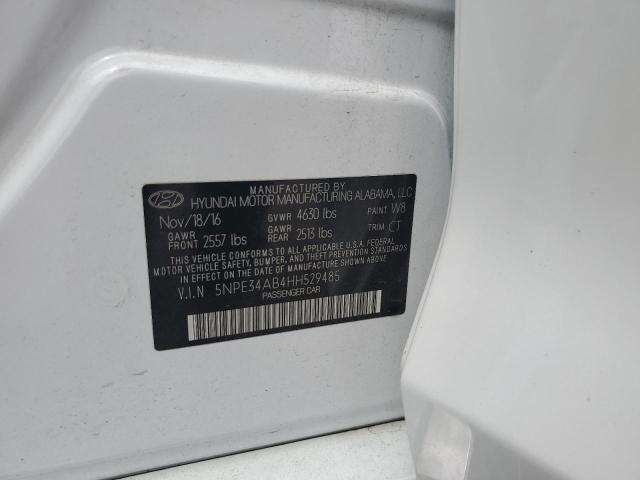 MANUFACTURED BY
HYUNDAI MOTOR MANUFACTURING ALABAMA, LLC
Nov/18/16 GVWR 4630 lbs PAINT W8
GAWR FRONT 2557 lbs GAWR REAR 2513 lbs TRIM CT
THIS VEHICLE CONFORMS TO ALL APPLICABLE U.S. FEDERAL
MOTOR VEHICLE SAFETY, BUMPER, AND THEFT PREVENTION STANDARDS
IN EFFECT ON THE DATE OF MANUFACTURE SHOWN ABOVE.
V.I.N 5NPE34AB4HH529485
PASSENGER CAR